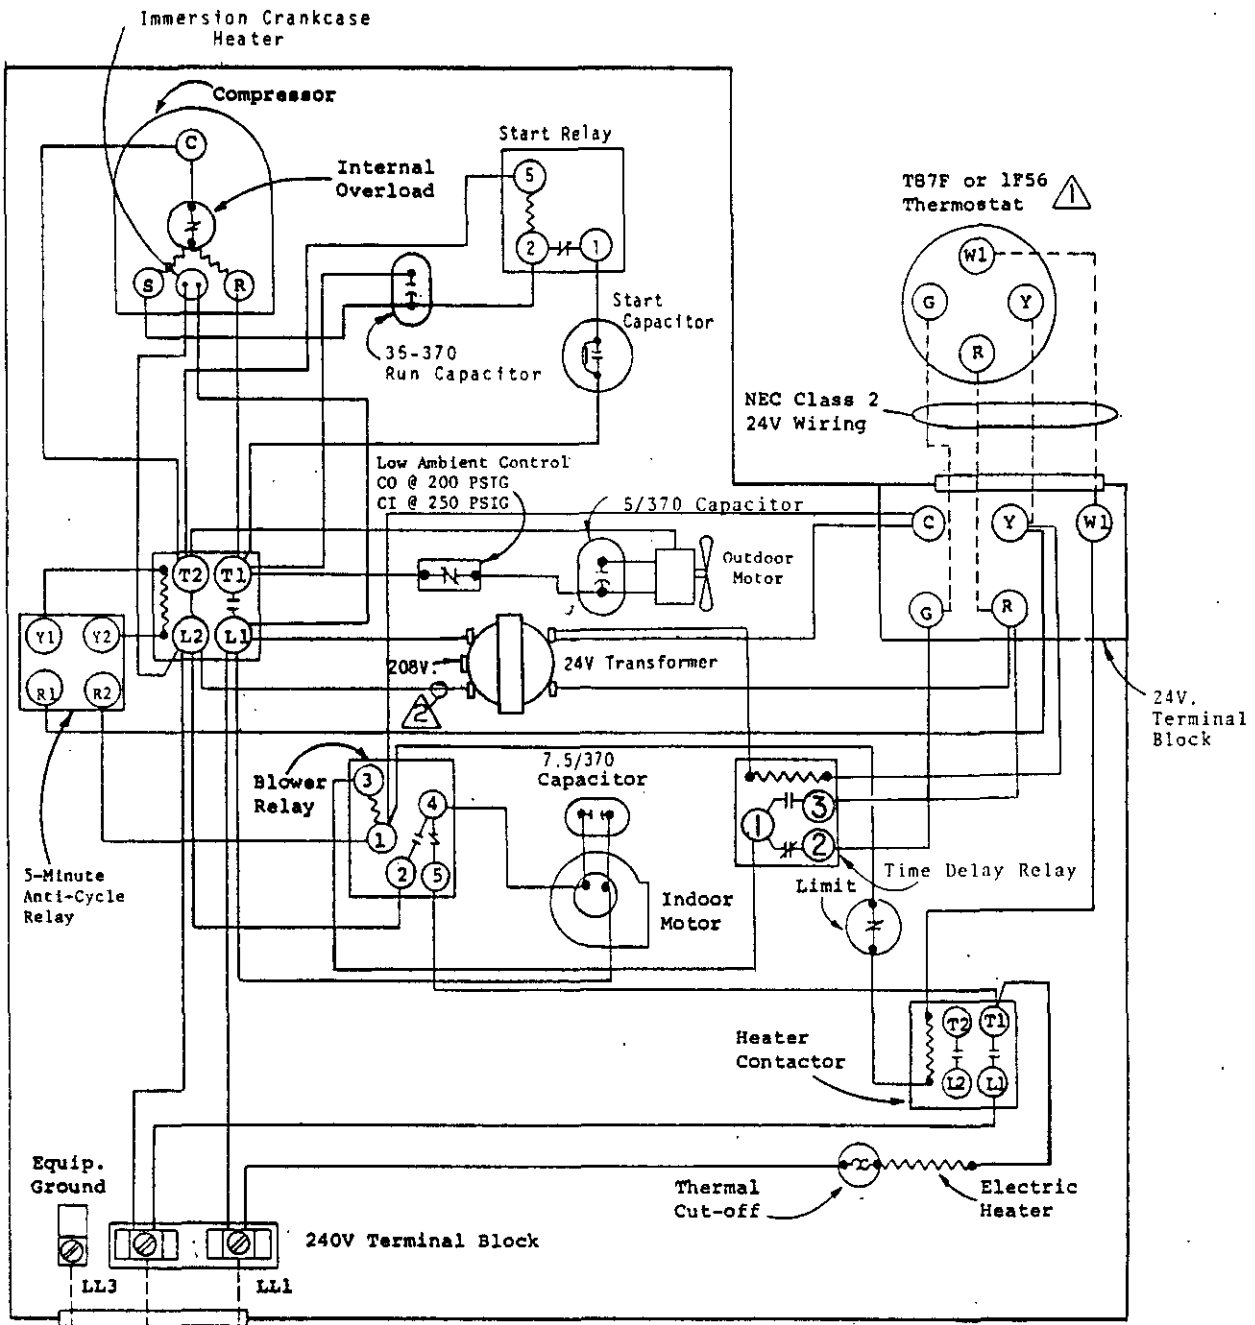 Immersion Crankcase
Heater
Compressor
C
Internal
Overload
S
R
Start Relay
5
2
1
Start
Capacitor
35-370
Run Capacitor
T87F or 1F56
Thermostat
1
W1
G
Y
R
NEC Class 2
24V Wiring
Low Ambient Control
CO @ 200 PSIG
CI @ 250 PSIG
5/370 Capacitor
Outdoor
Motor
C
Y
W1
G
R
T2
T1
L2
L1
Y1
Y2
R1
R2
208V.
24V Transformer
2
24V.
Terminal
Block
Blower
Relay
3
4
1
2
5
7.5/370
Capacitor
Indoor
Motor
1
3
2
Time Delay Relay
Limit
5-Minute
Anti-Cycle
Relay
Heater
Contactor
T2
T1
L2
L1
Equip.
Ground
Thermal
Cut-off
Electric
Heater
240V Terminal Block
LL3
LL1